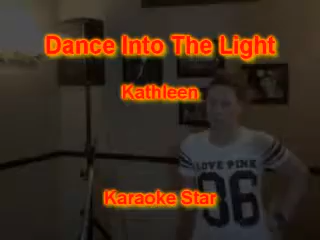 Dance Into The Light
Kathleen
LOVE PINK
86
Karaoke Star